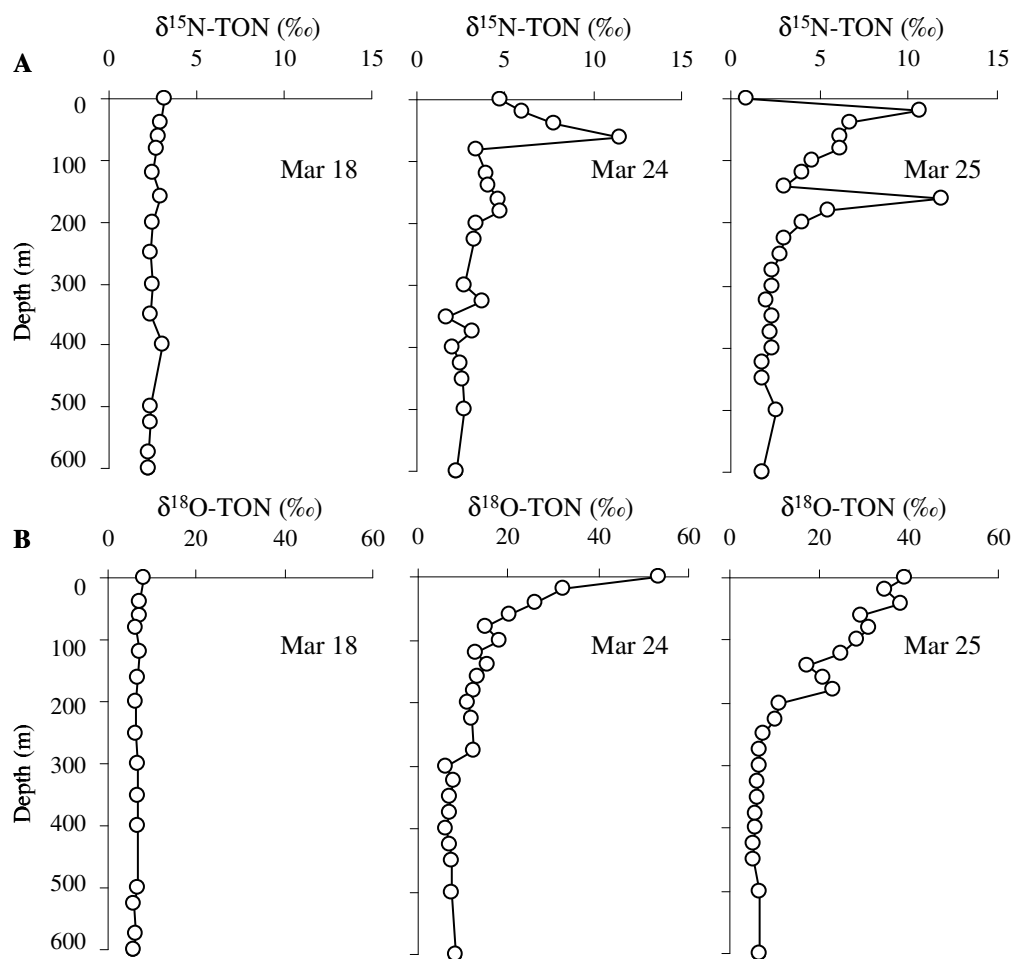 δ¹⁵N-TON (‰) δ¹⁵N-TON (‰) δ¹⁵N-TON (‰)
A 0 5 10 15 0 5 10 15 0 5 10 15
0
100 Mar 18 Mar 24 Mar 25
200
Depth (m)
300
400
500
600
δ¹⁸O-TON (‰) δ¹⁸O-TON (‰) δ¹⁸O-TON (‰)
B 0 20 40 60 0 20 40 60 0 20 40 60
0
100 Mar 18 Mar 24 Mar 25
200
Depth (m)
300
400
500
600